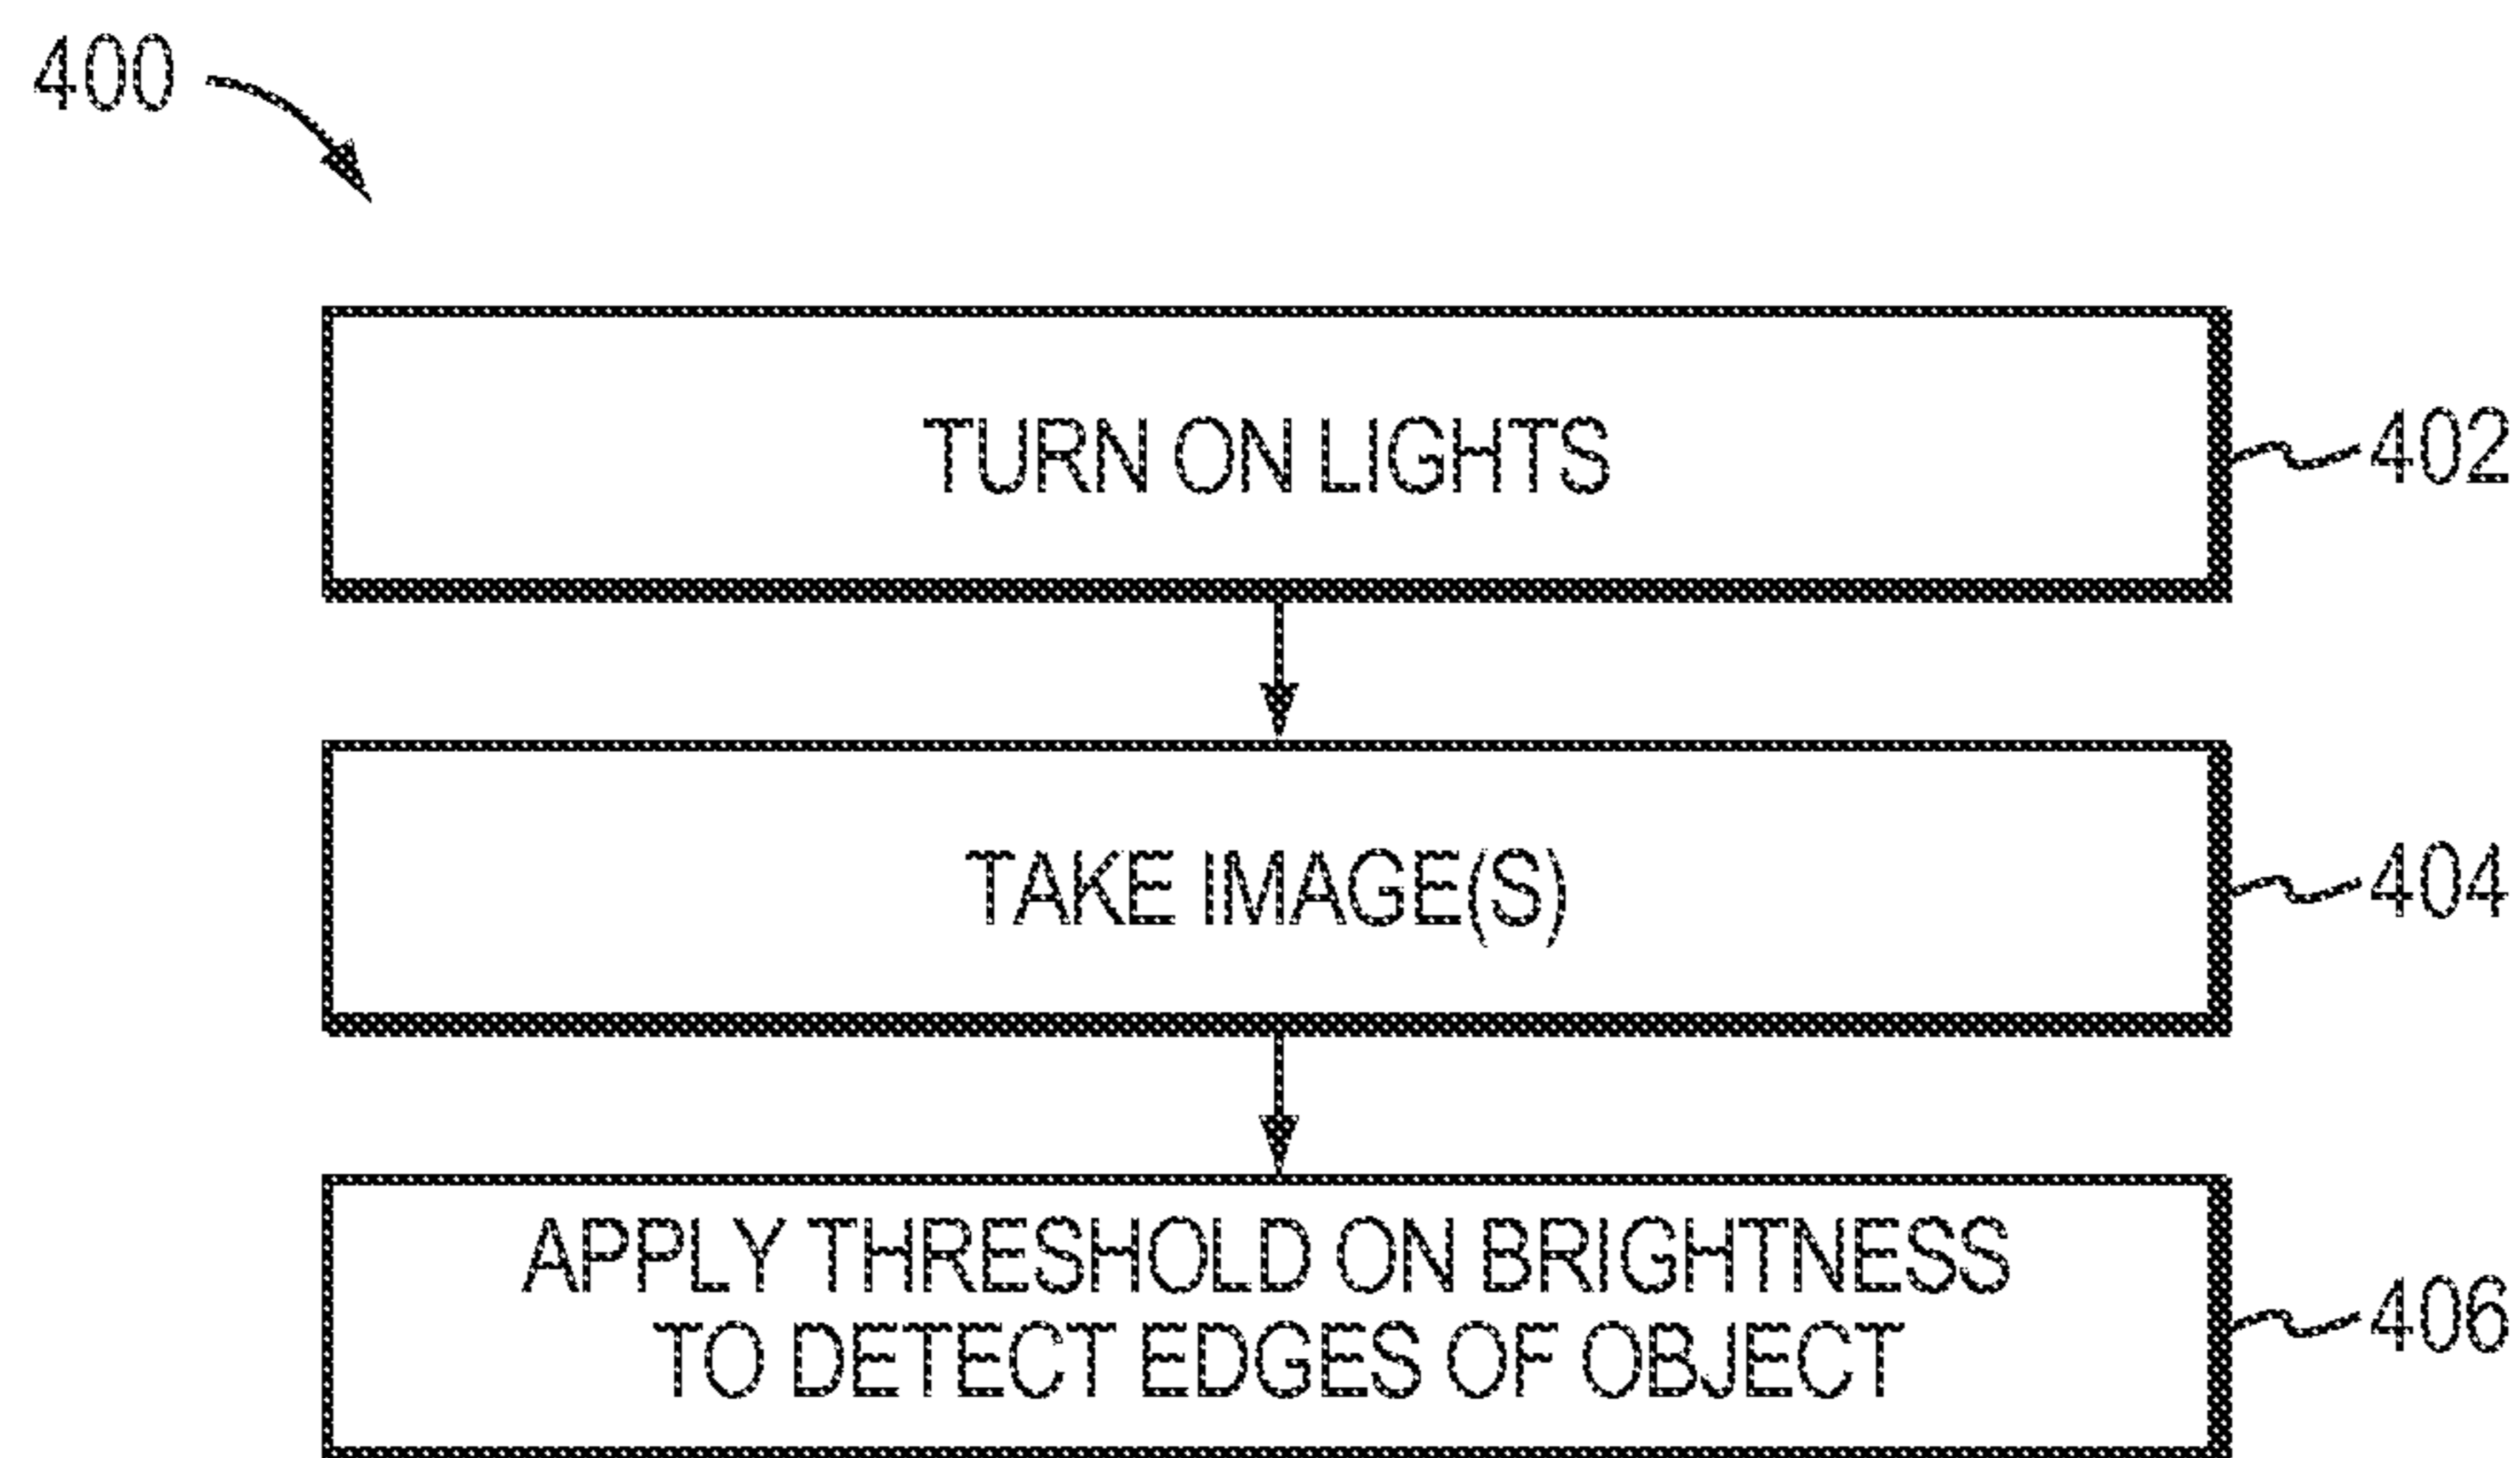 400
TURN ON LIGHTS
402
TAKE IMAGE(S)
404
APPLY THRESHOLD ON BRIGHTNESS
TO DETECT EDGES OF OBJECT
406